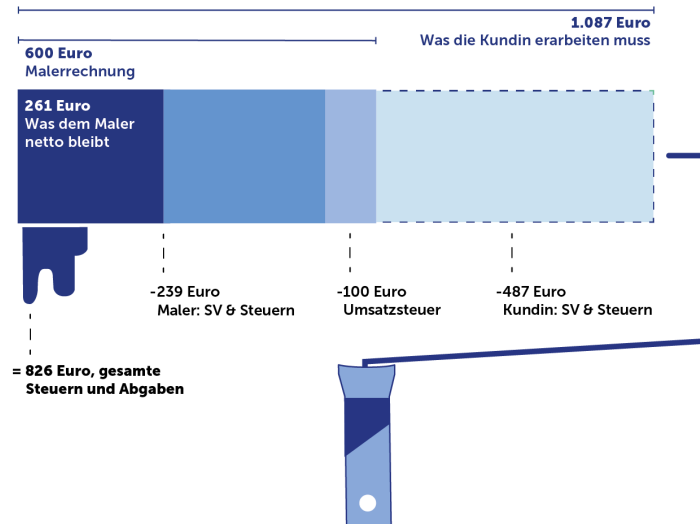 1.087 Euro
Was die Kundin erarbeiten muss
600 Euro
Malerrechnung
261 Euro
Was dem Maler
netto bleibt
-239 Euro
Maler: SV & Steuern
-100 Euro
Umsatzsteuer
-487 Euro
Kundin: SV & Steuern
= 826 Euro, gesamte
Steuern und Abgaben